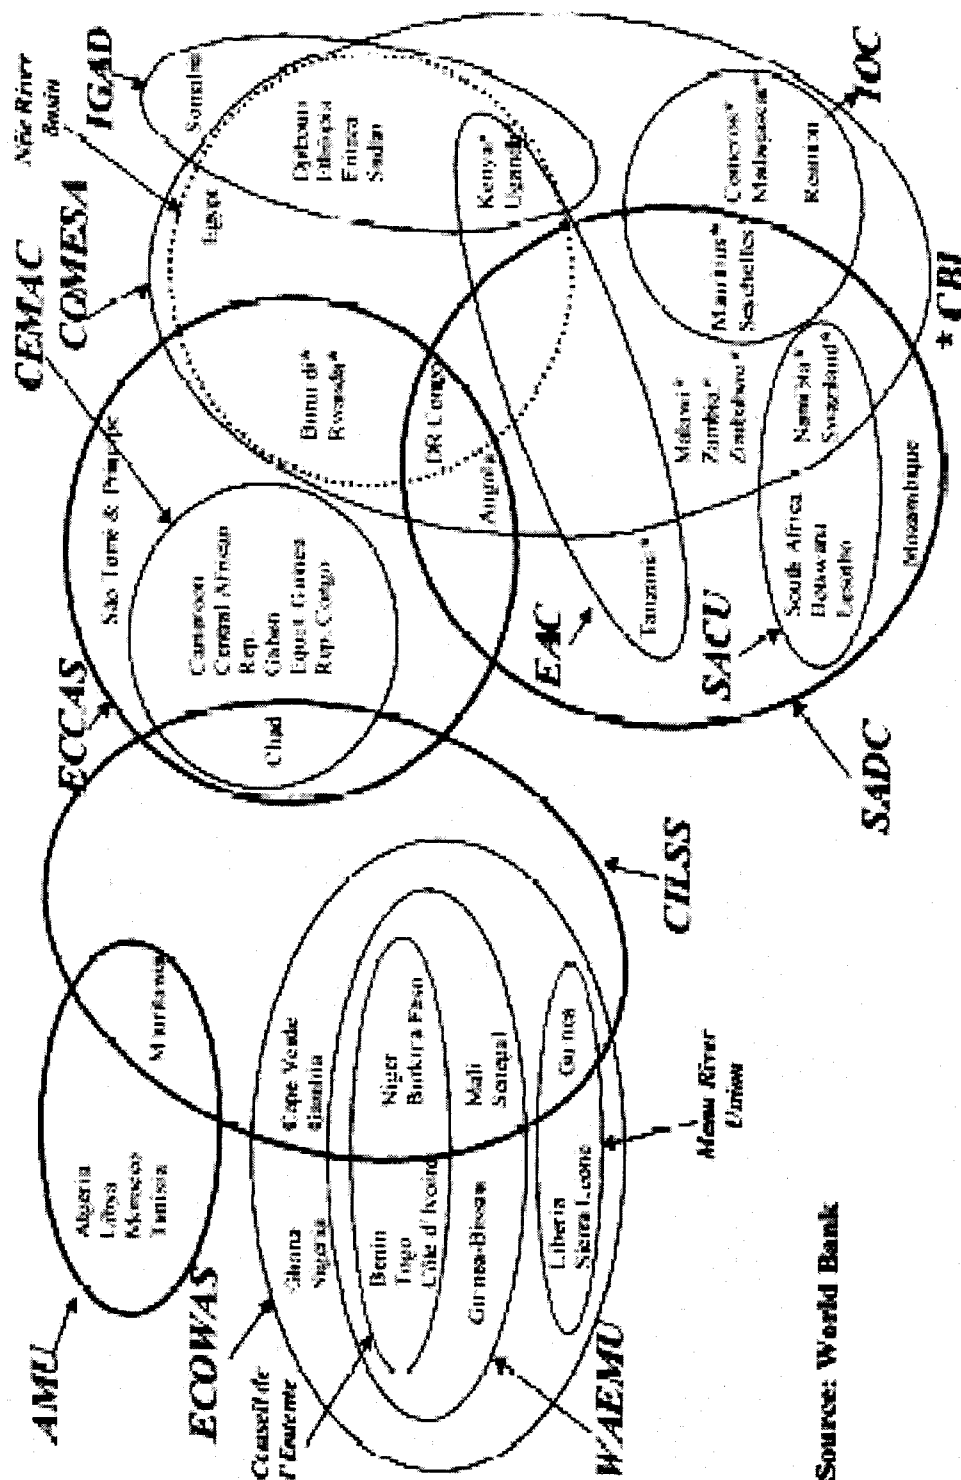 AMU
Algeria
Libya
Morocco
Tunisia
Mauritania
ECOWAS
Conseil de
l'Entente
Ghana
Nigeria
Cape Verde
Gambia
Benin
Togo
Côte d'Ivoire
Niger
Burkina Faso
Guinea-Bissau
Mali
Senegal
WAEMU
Liberia
Sierra Leone
Guinea
Manu River
Union
CILSS
ECCAS
Chad
Cameroon
Central African
Rep
Gabon
Equat Guinea
Rep. Congo
São Tomé & Principe
CEMAC
COMESA
Nile River
Basin
IGAD
Burundi*
Rwanda*
Egypt
Somalia
Djibouti
Ethiopia
Eritrea
Sudan
DR Congo
Angola
Kenya*
Uganda*
Tanzania*
EAC
Malawi*
Zambia*
Zimbabwe*
SACU
South Africa
Botswana
Lesotho
Namibia*
Swaziland*
Mozambique
Mauritius*
Seychelles*
Comoros*
Madagascar*
Reunion
IOC
SADC
* CBI
Source: World Bank